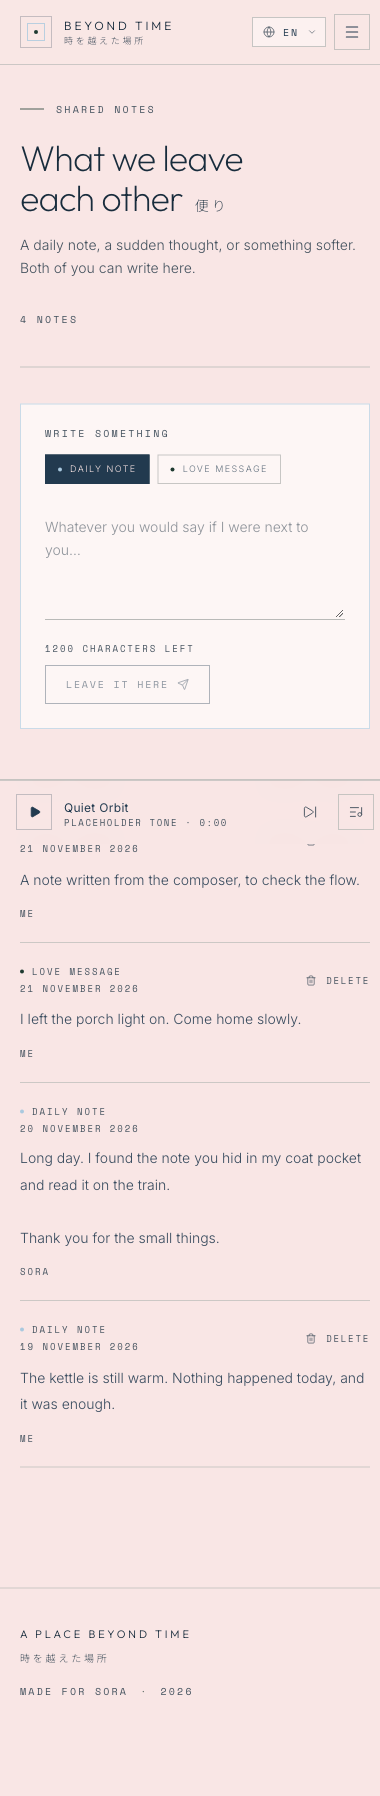 BEYOND TIME
時を越えた場所
EN
SHARED NOTES
What we leave
each other 便り
A daily note, a sudden thought, or something softer.
Both of you can write here.
4 NOTES
WRITE SOMETHING
DAILY NOTE
LOVE MESSAGE
Whatever you would say if I were next to
you...
1200 CHARACTERS LEFT
LEAVE IT HERE
Quiet Orbit
PLACEHOLDER TONE · 0:00
21 NOVEMBER 2026
A note written from the composer, to check the flow.
ME
LOVE MESSAGE
21 NOVEMBER 2026
DELETE
I left the porch light on. Come home slowly.
ME
DAILY NOTE
20 NOVEMBER 2026
Long day. I found the note you hid in my coat pocket
and read it on the train.
Thank you for the small things.
SORA
DAILY NOTE
19 NOVEMBER 2026
DELETE
The kettle is still warm. Nothing happened today, and
it was enough.
ME
A PLACE BEYOND TIME
時を越えた場所
MADE FOR SORA · 2026